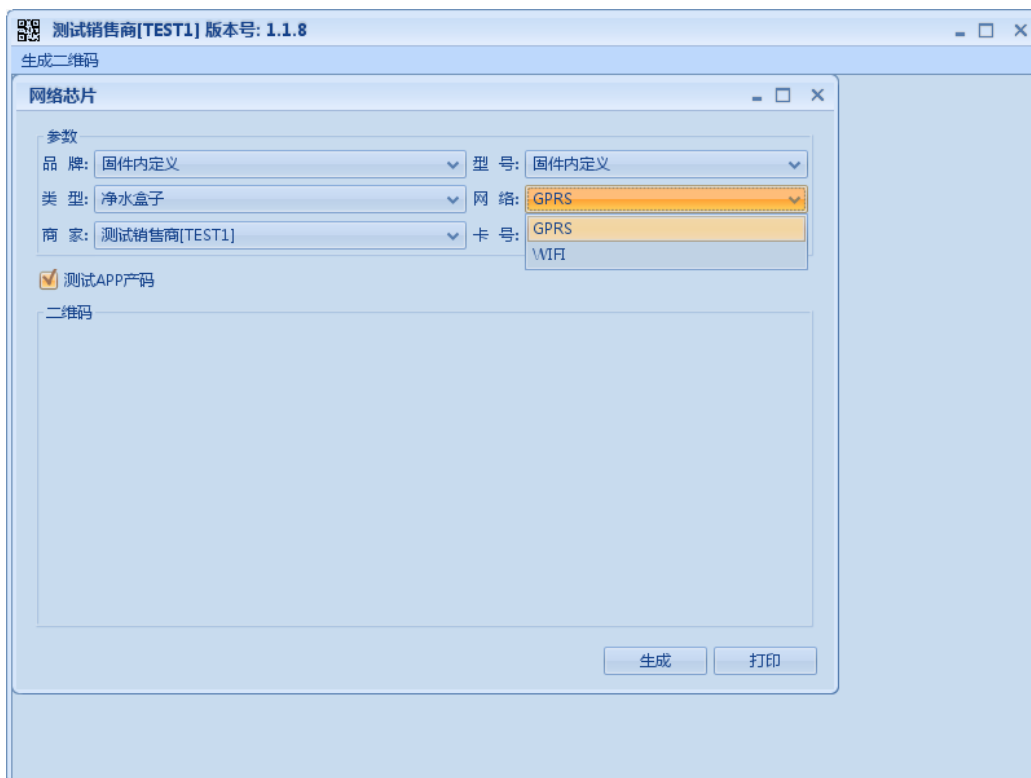 测试销售商[TEST1] 版本号: 1.1.8
生成二维码
网络芯片
参数
品 牌: 固件内定义 型 号: 固件内定义
类 型: 净水盒子 网 络: GPRS
商 家: 测试销售商[TEST1] 卡 号: GPRS
WIFI
测试APP产码
二维码
生成 打印